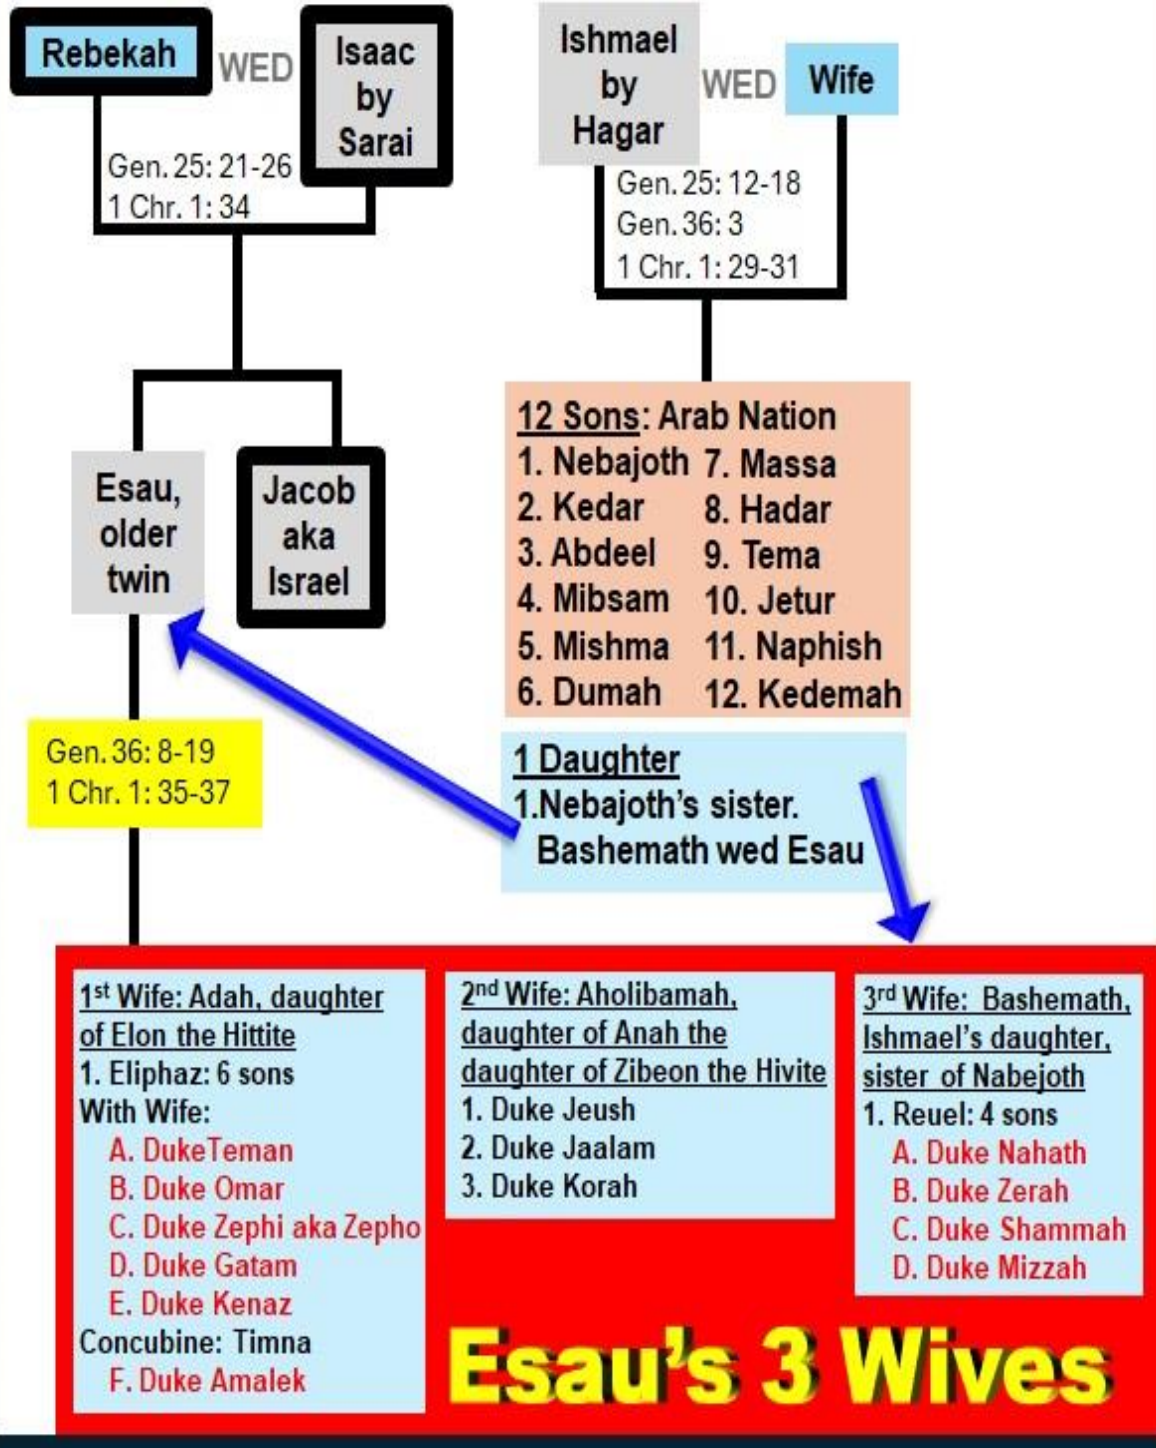 Rebekah
WED
Isaac
by
Sarai
Gen. 25: 21-26
1 Chr. 1: 34
Ishmael
by
Hagar
WED
Wife
Gen. 25: 12-18
Gen. 36: 3
1 Chr. 1: 29-31
Esau,
older
twin
Jacob
aka
Israel
12 Sons: Arab Nation
1. Nebajoth 7. Massa
2. Kedar 8. Hadar
3. Abdeel 9. Tema
4. Mibsam 10. Jetur
5. Mishma 11. Naphish
6. Dumah 12. Kedemah
Gen. 36: 8-19
1 Chr. 1: 35-37
1 Daughter
1.Nebajoth's sister.
Bashemath wed Esau
1st Wife: Adah, daughter
of Elon the Hittite
1. Eliphaz: 6 sons
With Wife:
A. DukeTeman
B. Duke Omar
C. Duke Zephi aka Zepho
D. Duke Gatam
E. Duke Kenaz
Concubine: Timna
F. Duke Amalek
2nd Wife: Aholibamah,
daughter of Anah the
daughter of Zibeon the Hivite
1. Duke Jeush
2. Duke Jaalam
3. Duke Korah
3rd Wife: Bashemath,
Ishmael's daughter,
sister of Nabejoth
1. Reuel: 4 sons
A. Duke Nahath
B. Duke Zerah
C. Duke Shammah
D. Duke Mizzah
Esau's 3 Wives